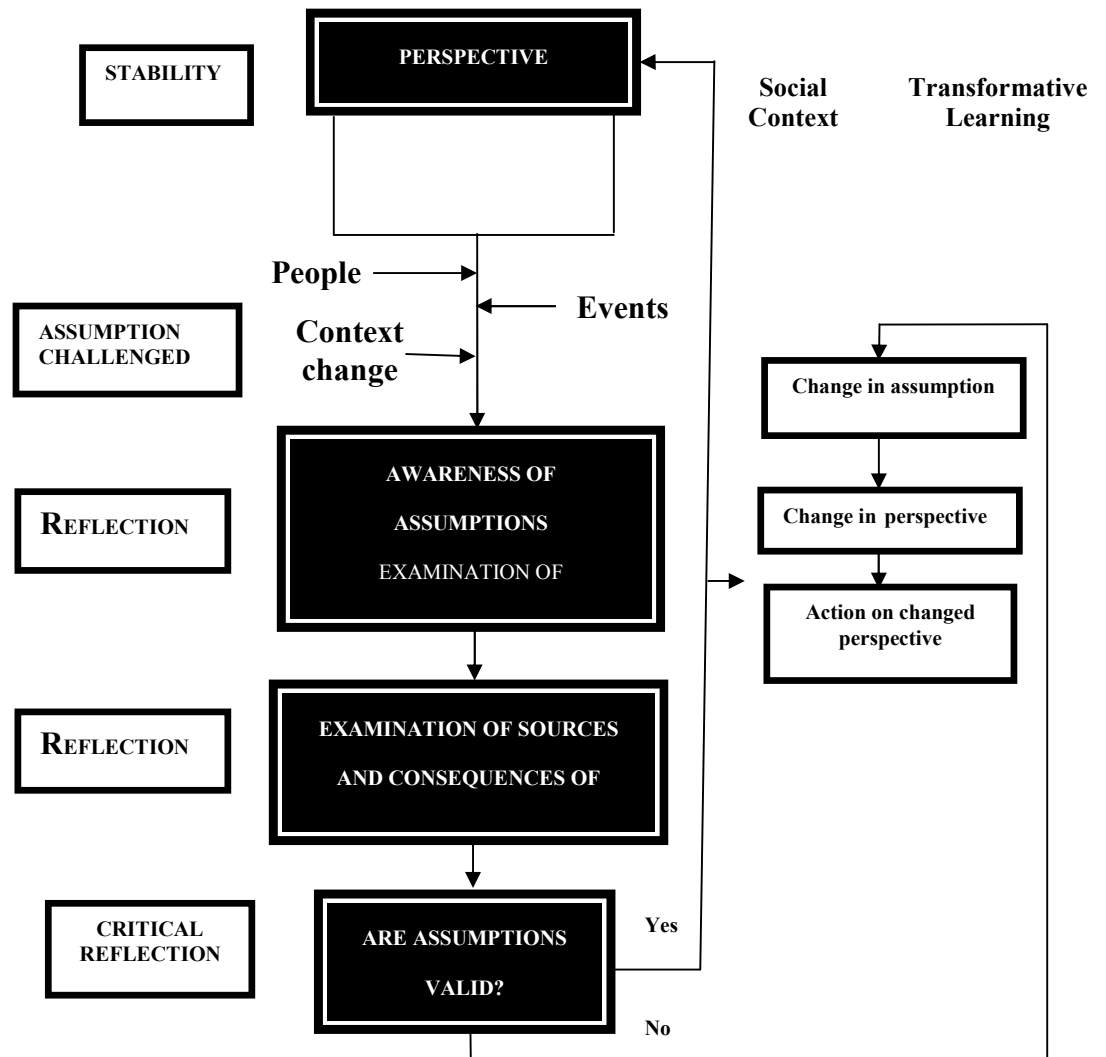 STABILITY
PERSPECTIVE
Social
Context
Transformative
Learning
People
Events
Context
change
ASSUMPTION
CHALLENGED
Change in assumption
REFLECTION
AWARENESS OF
ASSUMPTIONS
EXAMINATION OF
Change in perspective
Action on changed
perspective
REFLECTION
EXAMINATION OF SOURCES
AND CONSEQUENCES OF
CRITICAL
REFLECTION
ARE ASSUMPTIONS
VALID?
Yes
No